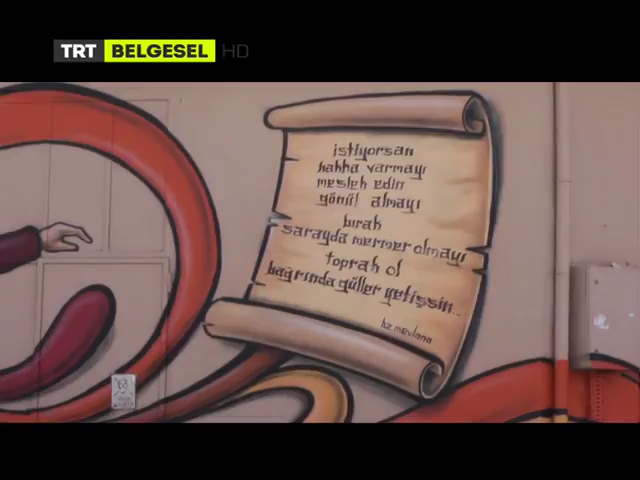 TRT BELGESEL HD
istiyorsan
hakka varmayı
meslek edin
gönül almayı
bırak
sarayda mermer olmayı
toprak ol
bağrında güller yetişsin...
hz.mevlana